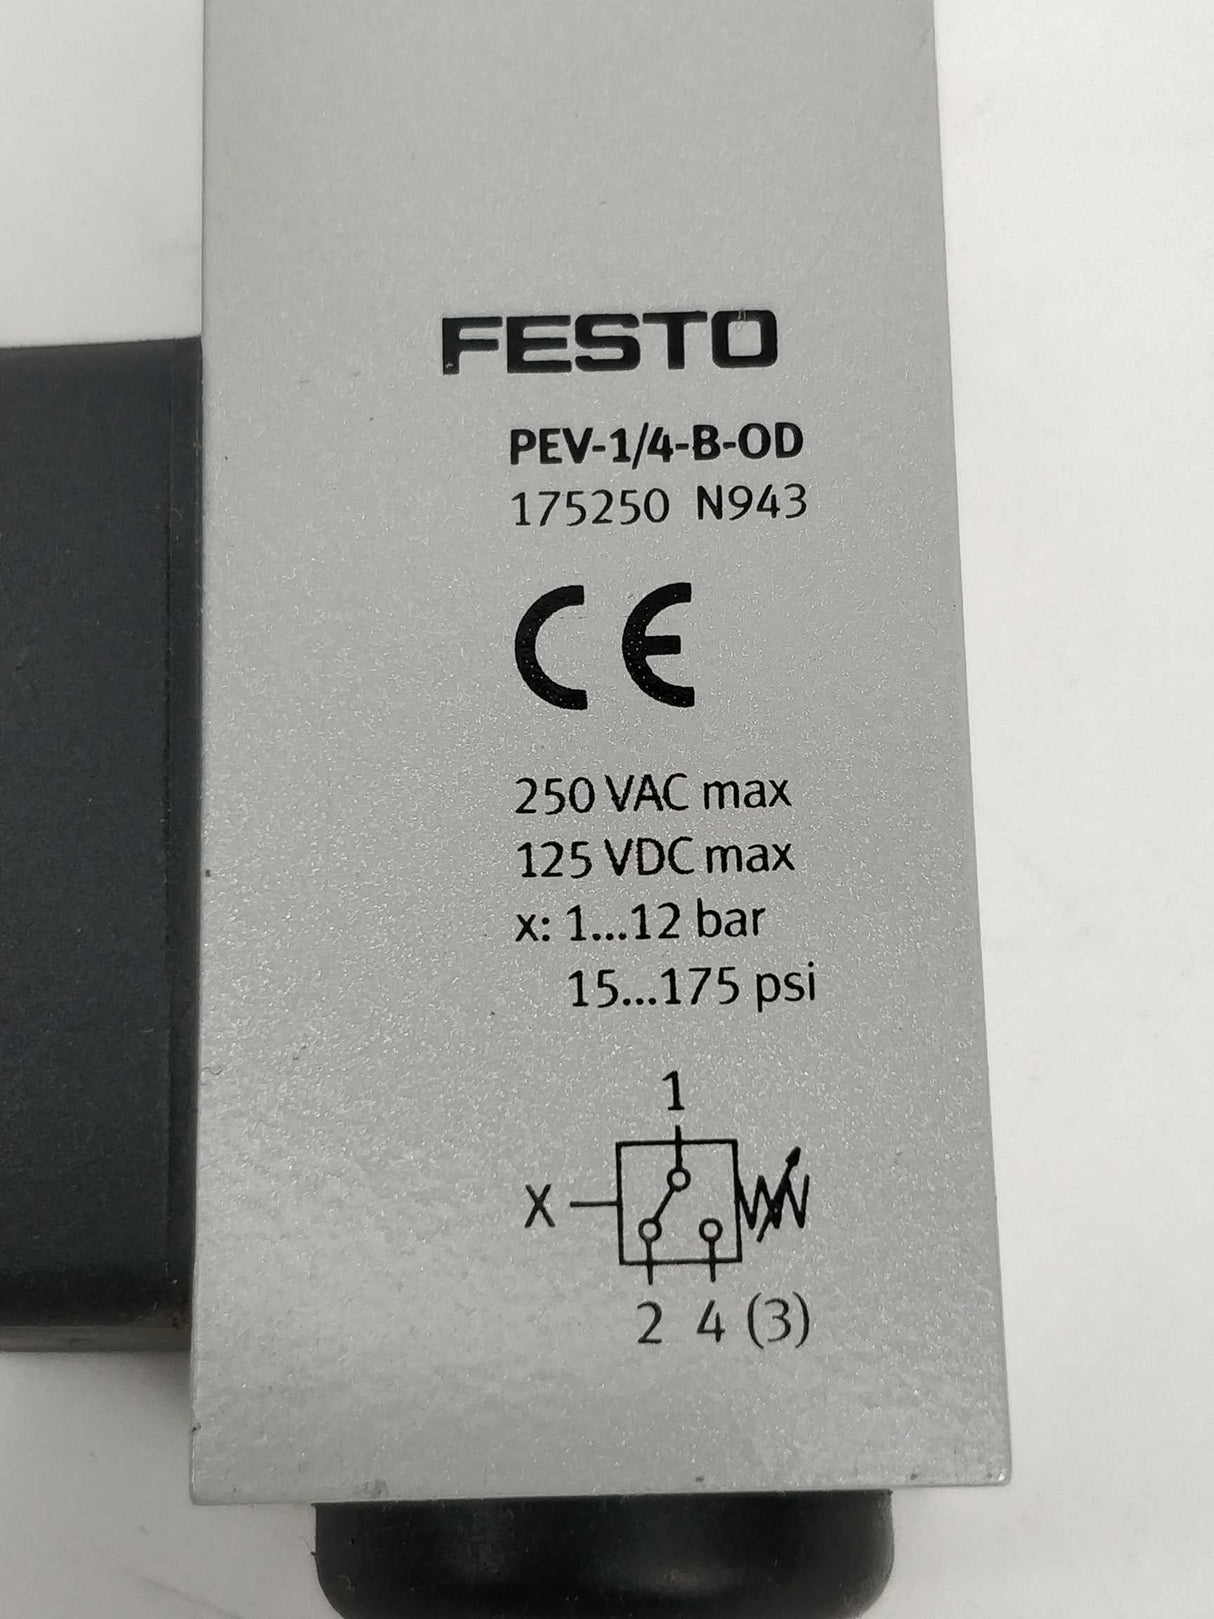 FESTO
PEV-1/4-B-OD
175250 N943
CE
250 VAC max
125 VDC max
x: 1...12 bar
15...175 psi
1
X
2 4 (3)